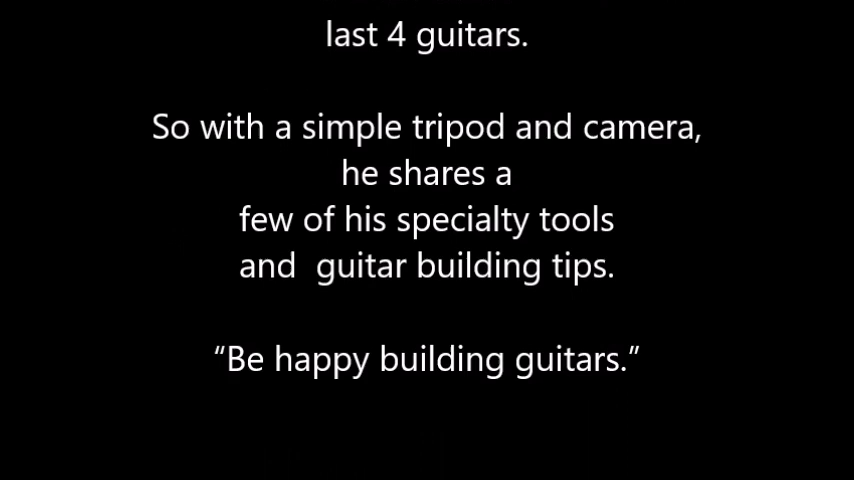 last 4 guitars.
So with a simple tripod and camera,
he shares a
few of his specialty tools
and  guitar building tips.
“Be happy building guitars.”